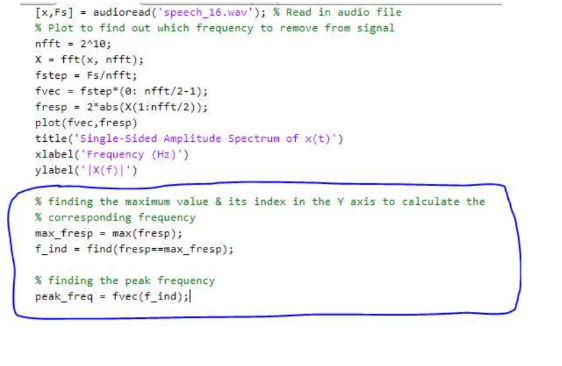 [x,Fs] = audioread('speech_16.wav'); % Read in audio file
% Plot to find out which frequency to remove from signal
nfft = 2^10;
X = fft(x, nfft);
fstep = Fs/nfft;
fvec = fstep*(0: nfft/2-1);
fresp = 2*abs(X(1:nfft/2));
plot(fvec,fresp)
title('Single-Sided Amplitude Spectrum of x(t)')
xlabel('Frequency (Hz)')
ylabel('|X(f)|')
% finding the maximum value & its index in the Y axis to calculate the
% corresponding frequency
max_fresp = max(fresp);
f_ind = find(fresp==max_fresp);
% finding the peak frequency
peak_freq = fvec(f_ind);